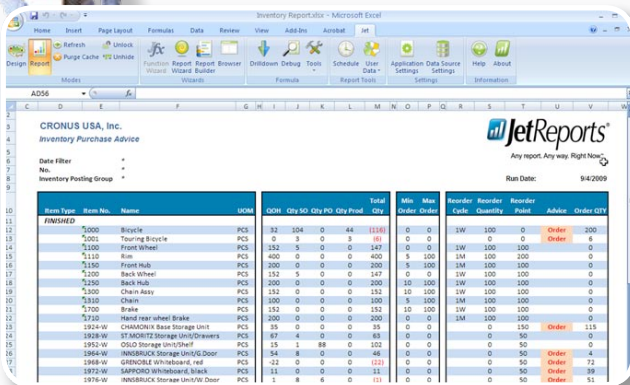 Inventory Report.xlsx - Microsoft Excel
Home Insert Page Layout Formulas Data Review View Add-Ins Acrobat Jet
Design Report Refresh Purge Cache Unlock Unhide Function Wizard Report Wizard Report Builder Browser Drilldown Debug Tools Schedule User Data Application Settings Data Source Settings Help About
Modes Wizards Formula Report Tools Settings Information
AD56 fx
C D E F G H I J K L M N O P Q R S T U V W
CRONUS USA, Inc.
Inventory Purchase Advice
JetReports
Any report. Any way. Right Now.
Date Filter *
No. *
Inventory Posting Group *
Run Date: 9/4/2009
Item Type Item No. Name UOM QOH Qty SO Qty PO Qty Prod Total Qty Min Order Max Order Reorder Cycle Reorder Quantity Reorder Point Advice Order QTY
FINISHED
1000 Bicycle PCS 32 104 0 44 (116) 0 0 1W 100 0 Order 200
1001 Touring Bicycle PCS 0 3 0 3 (6) 0 0 0 0 Order 6
1100 Front Wheel PCS 152 5 0 0 147 0 0 1W 100 100 0
1110 Rim PCS 400 0 0 0 400 5 100 1M 100 200 0
1150 Front Hub PCS 200 0 0 0 200 5 100 1M 100 100 0
1200 Back Wheel PCS 152 5 0 0 147 0 0 1W 100 100 0
1250 Back Hub PCS 200 0 0 0 200 10 100 1W 100 100 0
1300 Chain Assy PCS 152 0 0 0 152 10 100 1W 100 100 0
1310 Chain PCS 100 0 0 0 100 5 100 1M 100 100 0
1700 Brake PCS 152 0 0 0 152 10 100 1W 100 100 0
1710 Hand rear wheel Brake PCS 200 0 0 0 200 0 0 1M 100 100 0
1924-W CHAMONIX Base Storage Unit PCS 35 0 0 0 35 0 0 0 150 Order 115
1928-W ST.MORITZ Storage Unit/Drawers PCS 67 4 0 0 63 0 0 0 50 0
1952-W OSLO Storage Unit/Shelf PCS 15 1 88 0 102 0 0 0 50 0
1964-W INNSBRUCK Storage Unit/G.Door PCS 54 8 0 0 46 0 0 0 50 Order 4
1968-W GRENOBLE Whiteboard, red PCS -22 0 0 0 (22) 0 0 0 50 Order 72
1972-W SAPPORO Whiteboard, black PCS 11 0 0 0 11 0 0 0 50 Order 39
1976-W INNSBRUCK Storage Unit/W.Door PCS 1 8 6 0 (1) 0 0 0 50 Order 51